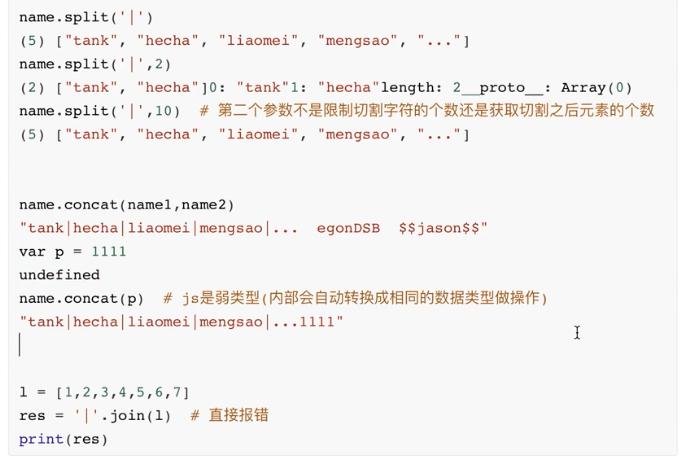 name.split('|')
(5) ["tank", "hecha", "liaomei", "mengsao", "..."]
name.split('|',2)
(2) ["tank", "hecha"]0: "tank"1: "hecha"length: 2__proto__: Array(0)
name.split('|',10)  # 第二个参数不是限制切割字符的个数还是获取切割之后元素的个数
(5) ["tank", "hecha", "liaomei", "mengsao", "..."]
name.concat(name1,name2)
"tank|hecha|liaomei|mengsao|...  egonDSB  $$jason$$"
var p = 1111
undefined
name.concat(p)  # js是弱类型(内部会自动转换成相同的数据类型做操作)
"tank|hecha|liaomei|mengsao|...1111"
l = [1,2,3,4,5,6,7]
res = '|'.join(l)  # 直接报错
print(res)